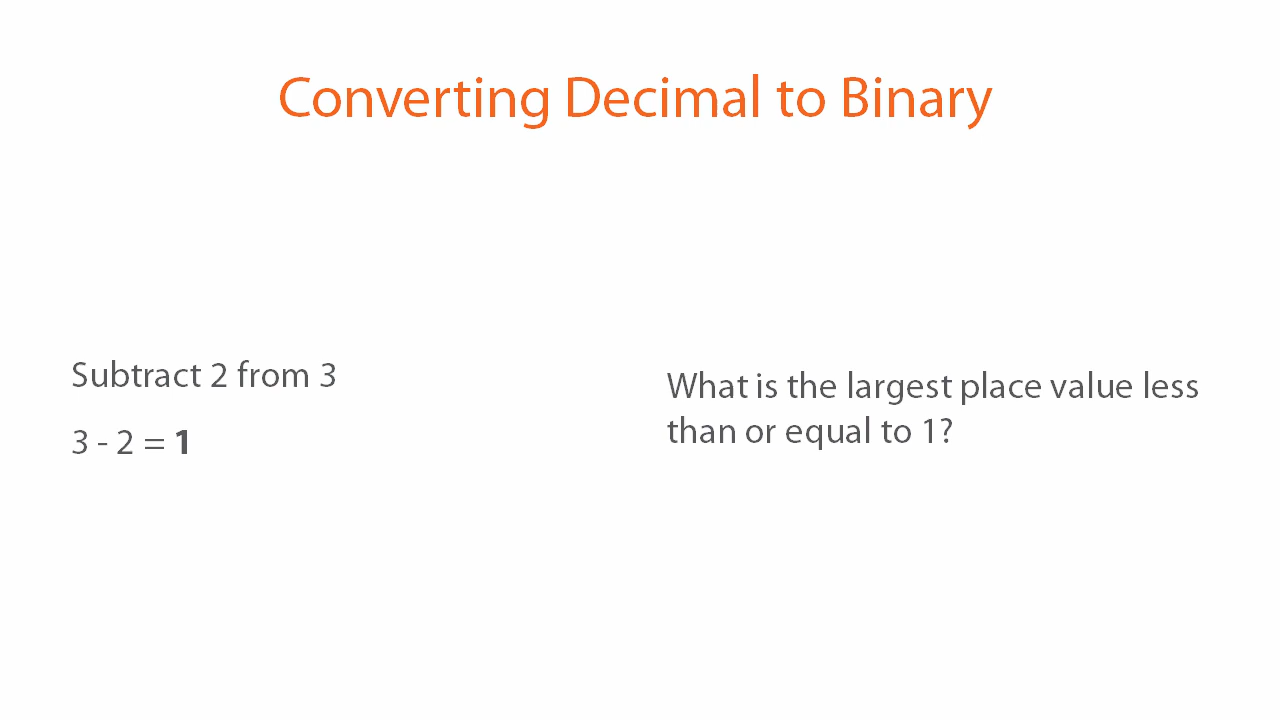 Converting Decimal to Binary
Subtract 2 from 3
3 - 2 = 1
What is the largest place value less
than or equal to 1?